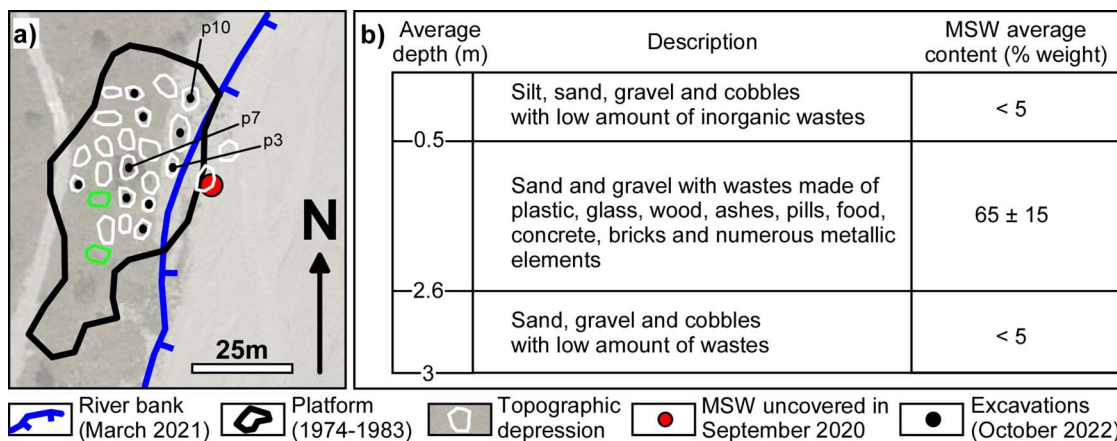 a)
p10
p7
p3
N
25m
b)
Average
depth (m)
Description
MSW average
content (% weight)
Silt, sand, gravel and cobbles
with low amount of inorganic wastes
< 5
0.5
Sand and gravel with wastes made of
plastic, glass, wood, ashes, pills, food,
concrete, bricks and numerous metallic
elements
65 ± 15
2.6
Sand, gravel and cobbles
with low amount of wastes
< 5
3
River bank
(March 2021)
Platform
(1974-1983)
Topographic
depression
MSW uncovered in
September 2020
Excavations
(October 2022)